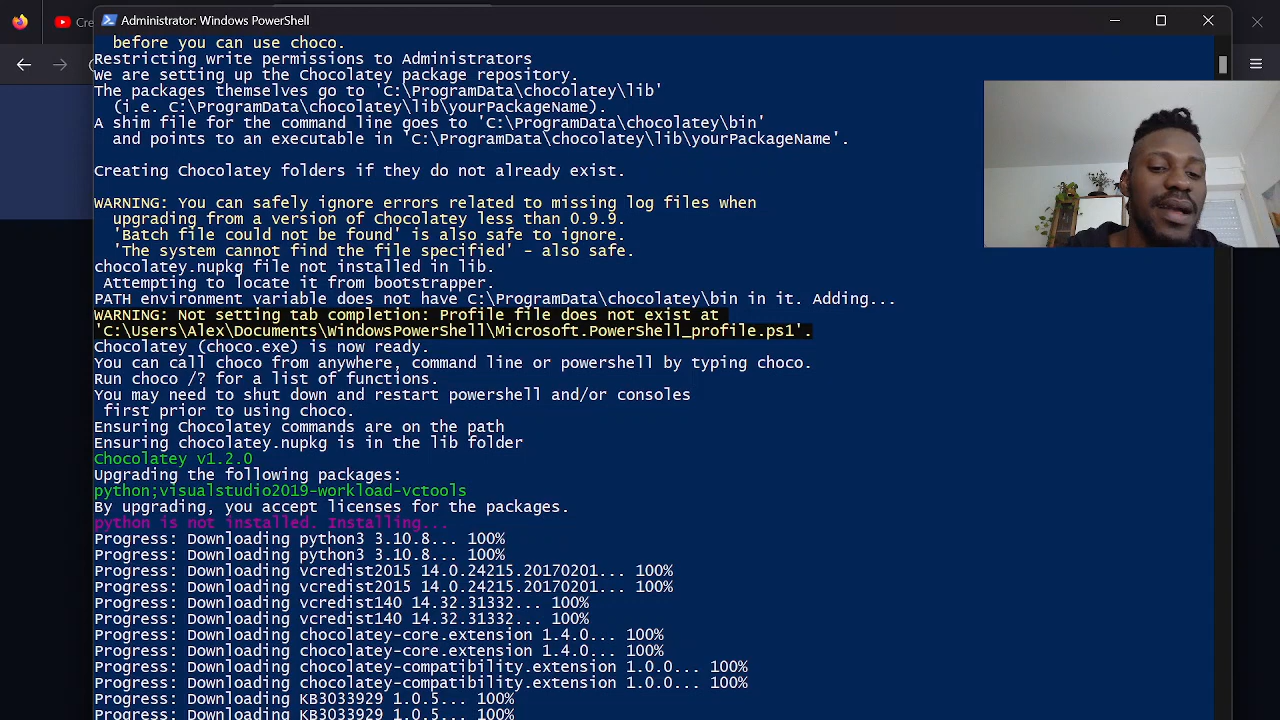 Cre
Administrator: Windows PowerShell
before you can use choco.
Restricting write permissions to Administrators
We are setting up the Chocolatey package repository.
The packages themselves go to 'C:\ProgramData\chocolatey\lib'
(i.e. C:\ProgramData\chocolatey\lib\yourPackageName).
A shim file for the command line goes to 'C:\ProgramData\chocolatey\bin'
and points to an executable in 'C:\ProgramData\chocolatey\lib\yourPackageName'.
Creating Chocolatey folders if they do not already exist.
WARNING: You can safely ignore errors related to missing log files when
upgrading from a version of Chocolatey less than 0.9.9.
'Batch file could not be found' is also safe to ignore.
'The system cannot find the file specified' - also safe.
chocolatey.nupkg file not installed in lib.
Attempting to locate it from bootstrapper.
PATH environment variable does not have C:\ProgramData\chocolatey\bin in it. Adding...
WARNING: Not setting tab completion: Profile file does not exist at
'C:\Users\Alex\Documents\WindowsPowerShell\Microsoft.PowerShell_profile.ps1'.
Chocolatey (choco.exe) is now ready.
You can call choco from anywhere, command line or powershell by typing choco.
Run choco /? for a list of functions.
You may need to shut down and restart powershell and/or consoles
first prior to using choco.
Ensuring Chocolatey commands are on the path
Ensuring chocolatey.nupkg is in the lib folder
Chocolatey v1.2.0
Upgrading the following packages:
python;visualstudio2019-workload-vctools
By upgrading, you accept licenses for the packages.
python is not installed. Installing...
Progress: Downloading python3 3.10.8... 100%
Progress: Downloading python3 3.10.8... 100%
Progress: Downloading vcredist2015 14.0.24215.20170201... 100%
Progress: Downloading vcredist2015 14.0.24215.20170201... 100%
Progress: Downloading vcredist140 14.32.31332... 100%
Progress: Downloading vcredist140 14.32.31332... 100%
Progress: Downloading chocolatey-core.extension 1.4.0... 100%
Progress: Downloading chocolatey-core.extension 1.4.0... 100%
Progress: Downloading chocolatey-compatibility.extension 1.0.0... 100%
Progress: Downloading chocolatey-compatibility.extension 1.0.0... 100%
Progress: Downloading KB3033929 1.0.5... 100%
Progress: Downloading KB3033929 1.0.5... 100%